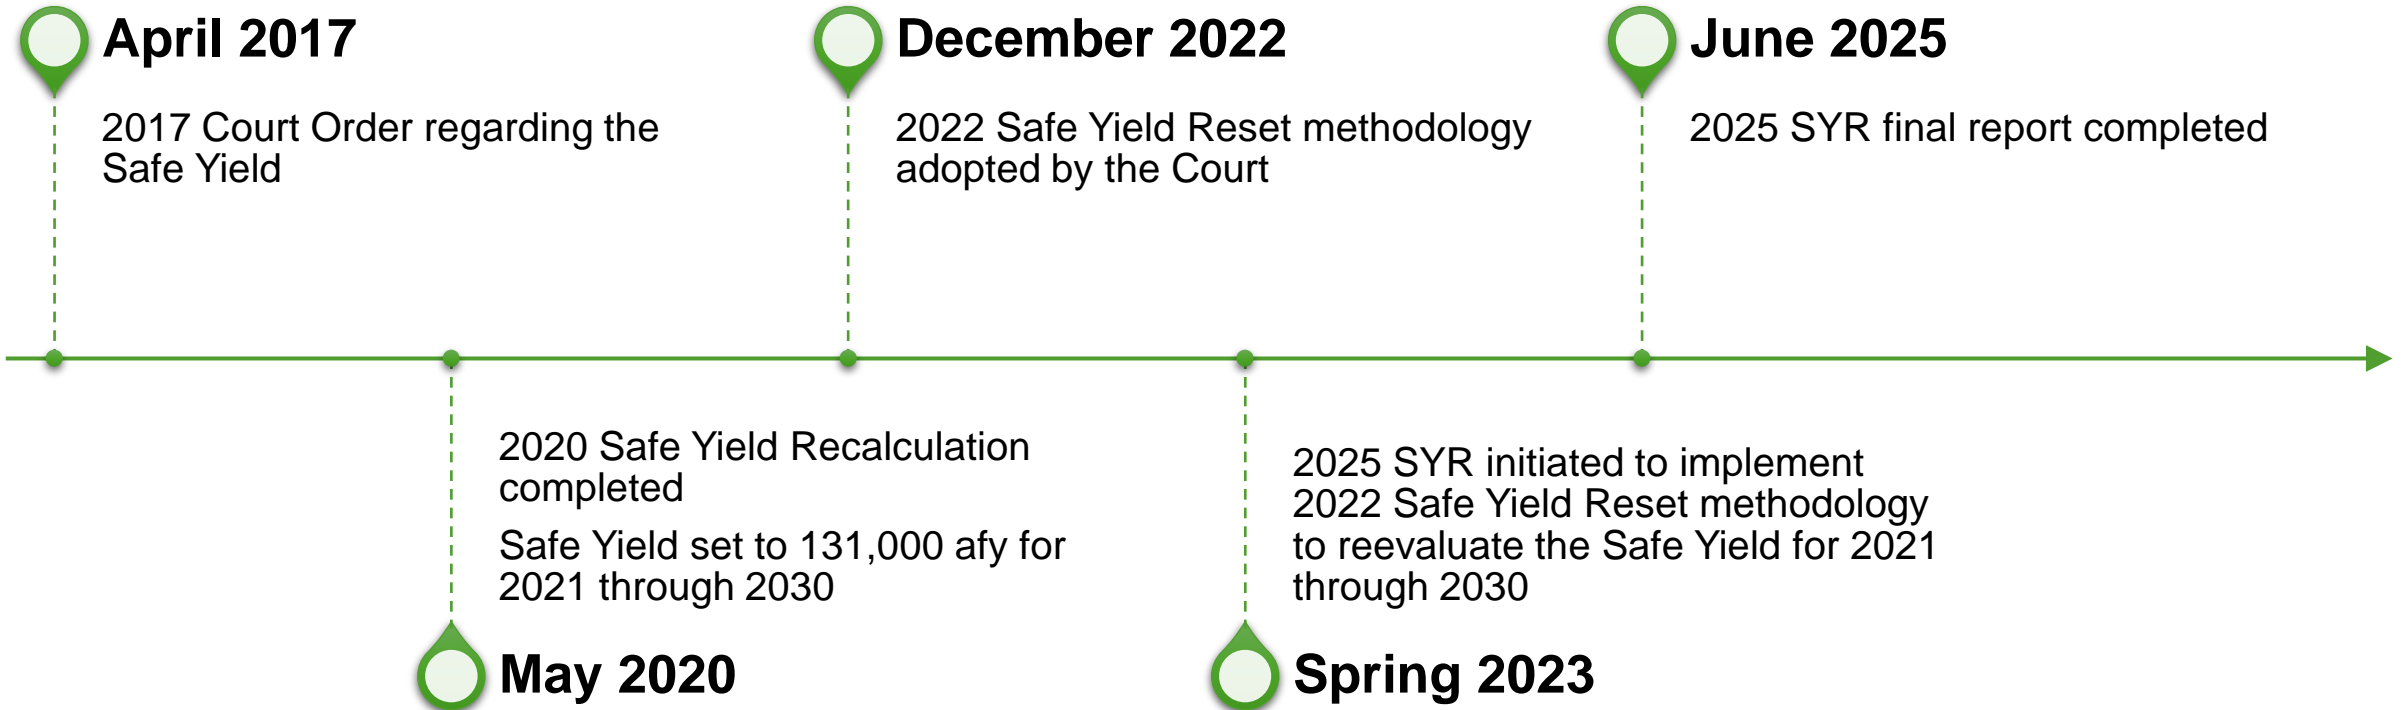 April 2017
2017 Court Order regarding the
Safe Yield
2020 Safe Yield Recalculation
completed
Safe Yield set to 131,000 afy for
2021 through 2030
May 2020
December 2022
2022 Safe Yield Reset methodology
adopted by the Court
2025 SYR initiated to implement
2022 Safe Yield Reset methodology
to reevaluate the Safe Yield for 2021
through 2030
Spring 2023
June 2025
2025 SYR final report completed